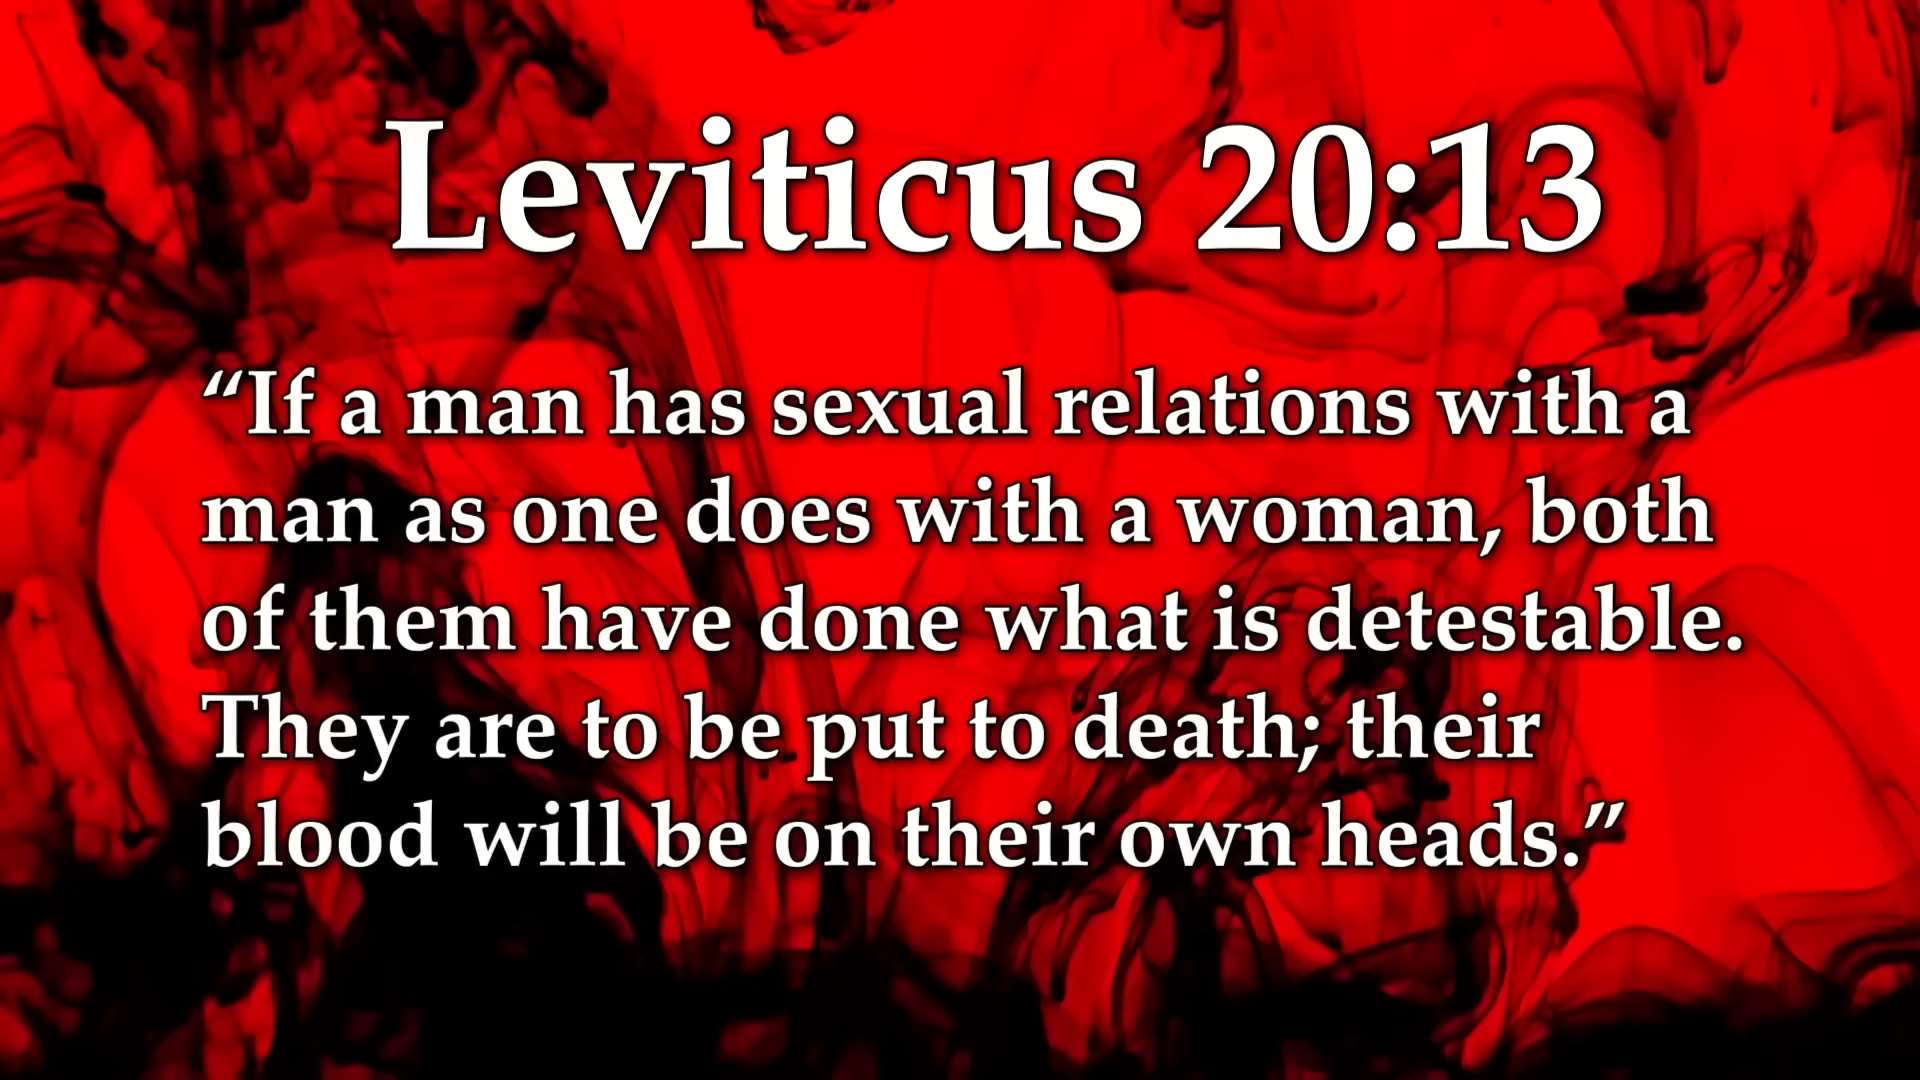 Leviticus 20:13
“If a man has sexual relations with a
man as one does with a woman, both
of them have done what is detestable.
They are to be put to death; their
blood will be on their own heads.”